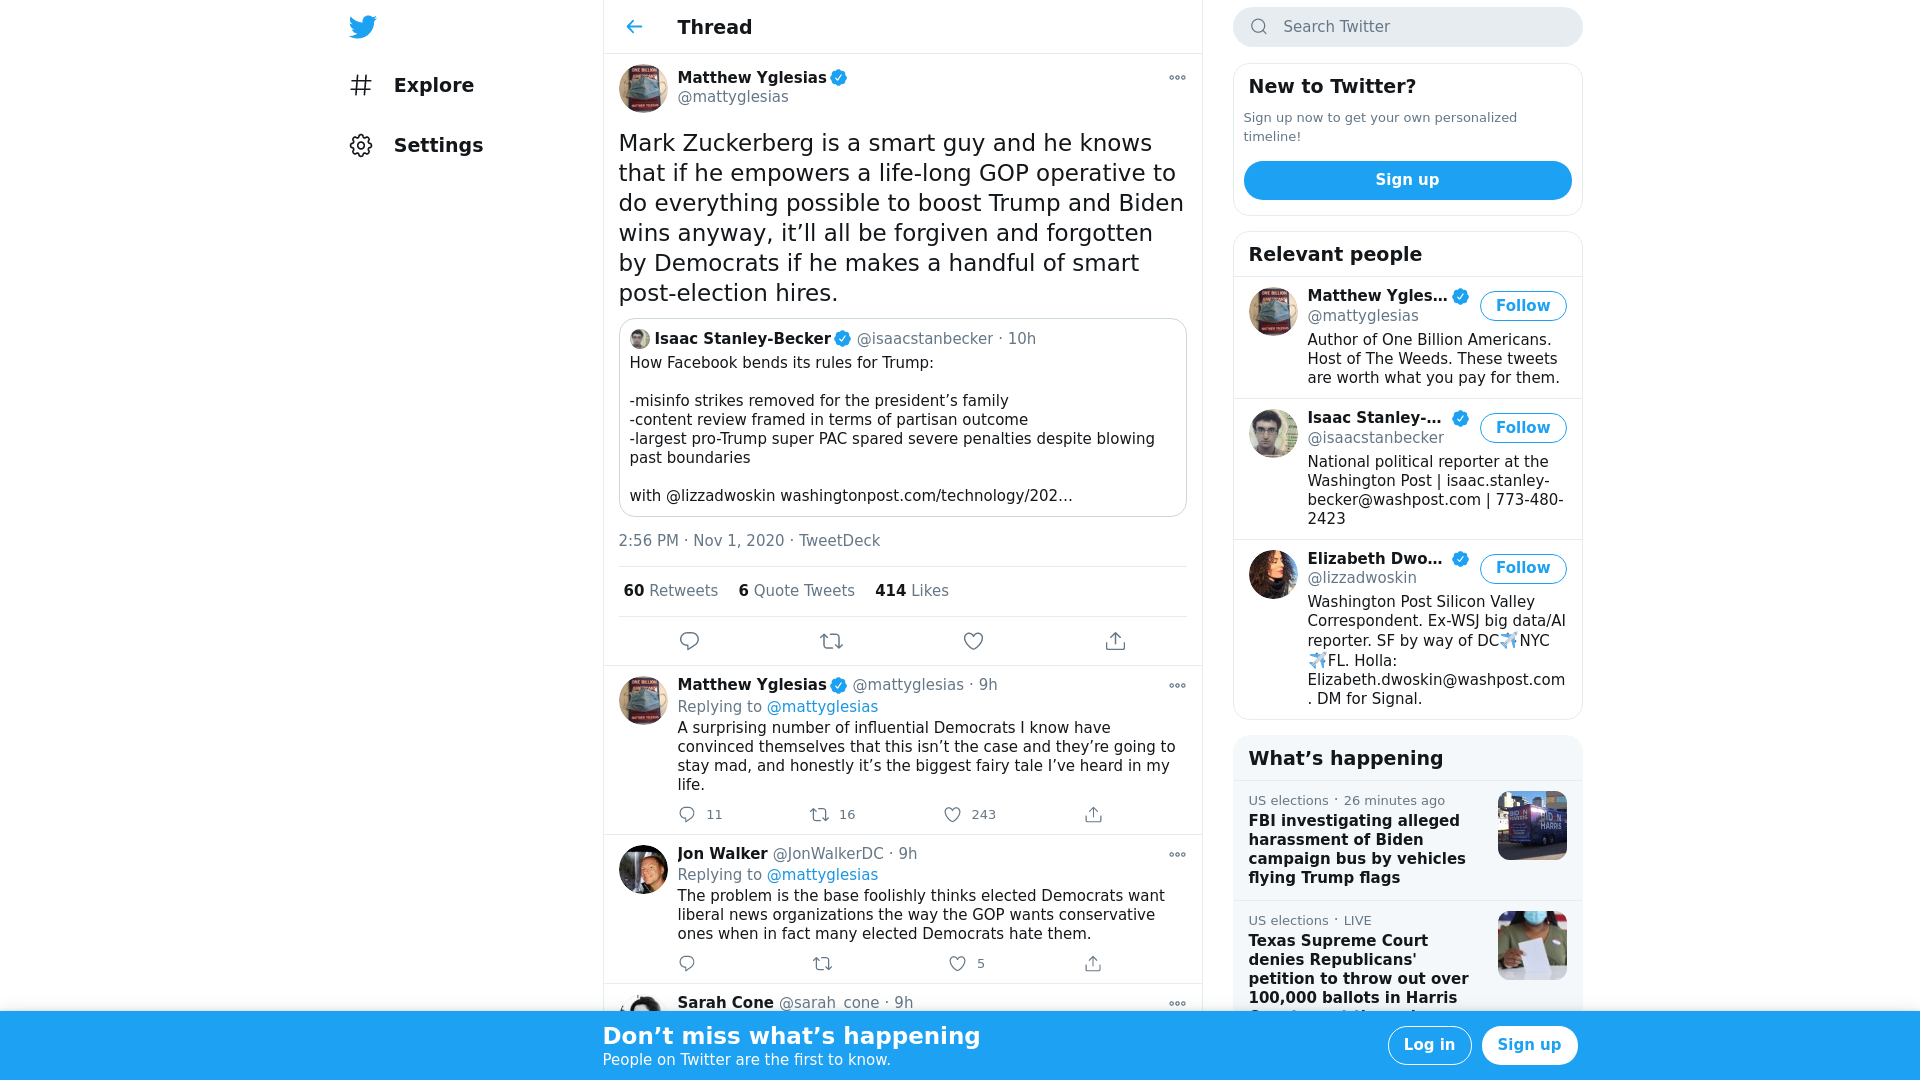 Explore
Settings
Thread
Matthew Yglesias
@mattyglesias
Mark Zuckerberg is a smart guy and he knows
that if he empowers a life-long GOP operative to
do everything possible to boost Trump and Biden
wins anyway, it’ll all be forgiven and forgotten
by Democrats if he makes a handful of smart
post-election hires.
Isaac Stanley-Becker @isaacstanbecker · 10h
How Facebook bends its rules for Trump:
-misinfo strikes removed for the president’s family
-content review framed in terms of partisan outcome
-largest pro-Trump super PAC spared severe penalties despite blowing
past boundaries
with @lizzadwoskin washingtonpost.com/technology/202…
2:56 PM · Nov 1, 2020 · TweetDeck
60 Retweets 6 Quote Tweets 414 Likes
Matthew Yglesias @mattyglesias · 9h
Replying to @mattyglesias
A surprising number of influential Democrats I know have
convinced themselves that this isn’t the case and they’re going to
stay mad, and honestly it’s the biggest fairy tale I’ve heard in my
life.
11 16 243
Jon Walker @JonWalkerDC · 9h
Replying to @mattyglesias
The problem is the base foolishly thinks elected Democrats want
liberal news organizations the way the GOP wants conservative
ones when in fact many elected Democrats hate them.
5
Sarah Cone @sarah_cone · 9h
Search Twitter
New to Twitter?
Sign up now to get your own personalized
timeline!
Sign up
Relevant people
Matthew Ygles…
Follow
@mattyglesias
Author of One Billion Americans.
Host of The Weeds. These tweets
are worth what you pay for them.
Isaac Stanley-…
Follow
@isaacstanbecker
National political reporter at the
Washington Post | isaac.stanley-
becker@washpost.com | 773-480-
2423
Elizabeth Dwo…
Follow
@lizzadwoskin
Washington Post Silicon Valley
Correspondent. Ex-WSJ big data/AI
reporter. SF by way of DC✈️NYC
✈️FL. Holla:
Elizabeth.dwoskin@washpost.com
. DM for Signal.
What’s happening
US elections · 26 minutes ago
FBI investigating alleged
harassment of Biden
campaign bus by vehicles
flying Trump flags
US elections · LIVE
Texas Supreme Court
denies Republicans'
petition to throw out over
100,000 ballots in Harris
Don’t miss what’s happening
People on Twitter are the first to know.
Log in
Sign up